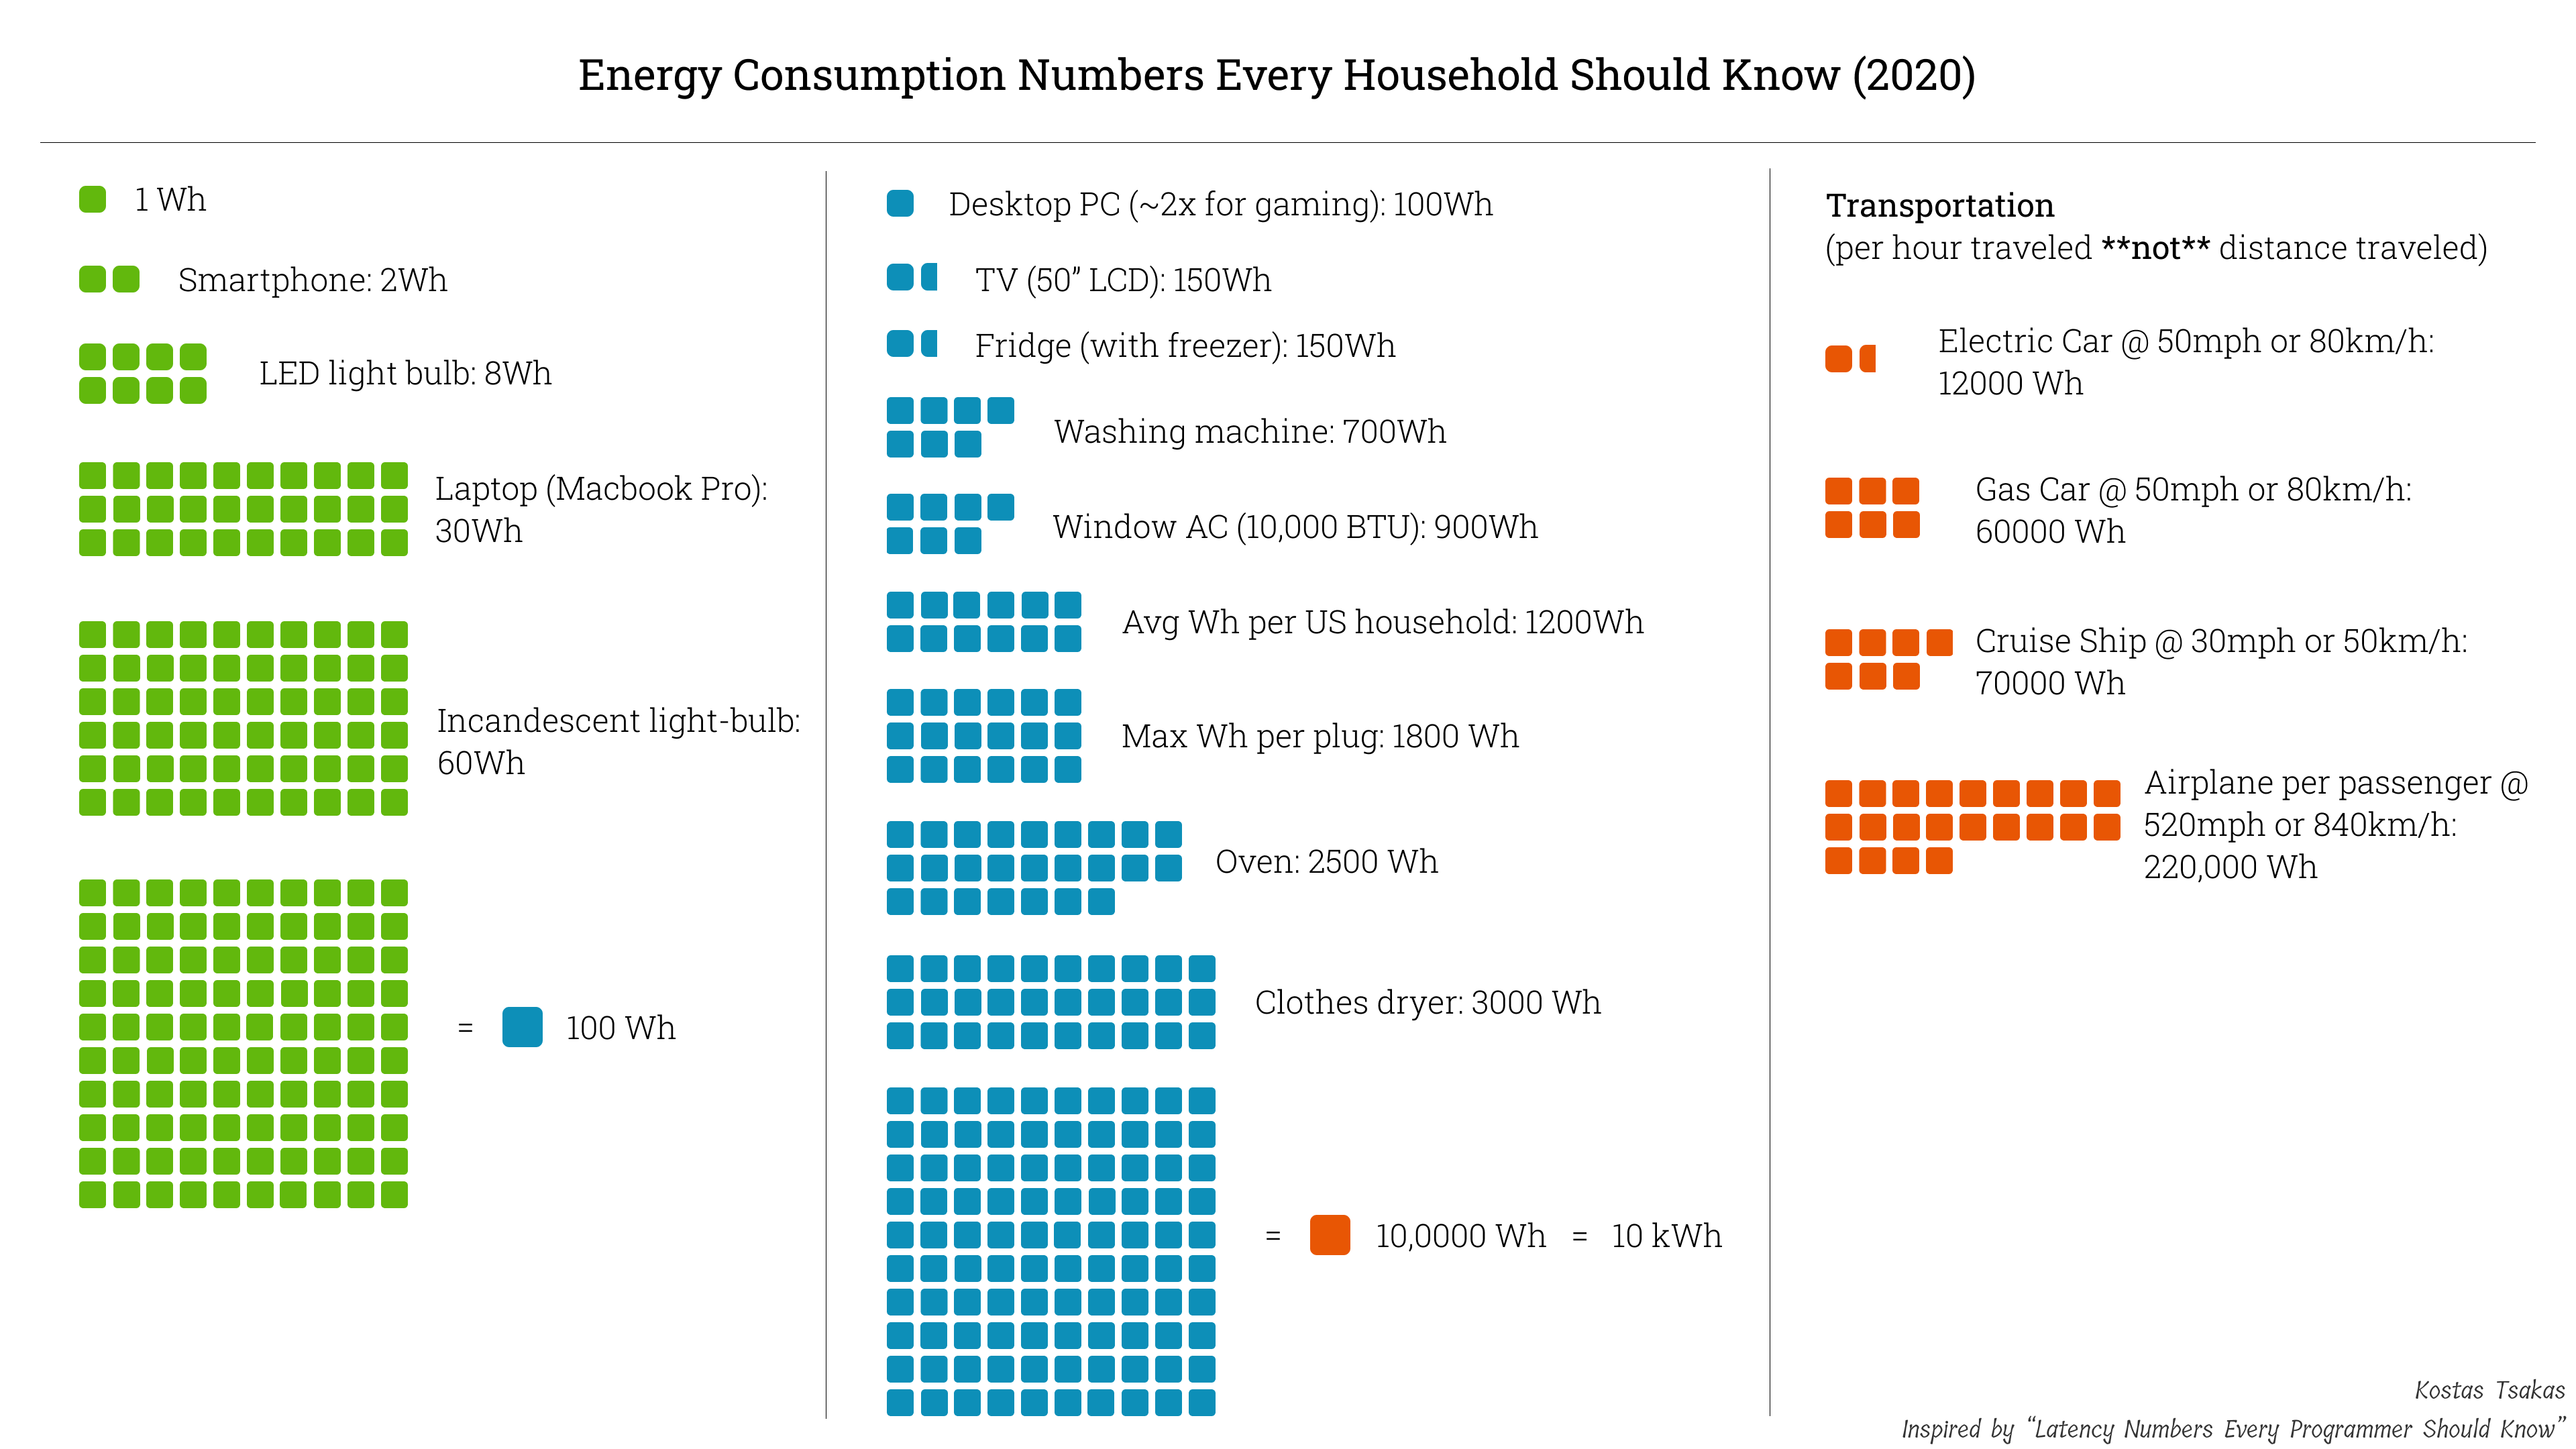 Energy Consumption Numbers Every Household Should Know (2020)
1 Wh
Smartphone: 2Wh
LED light bulb: 8Wh
Laptop (Macbook Pro):
30Wh
Incandescent light-bulb:
60Wh
= 100 Wh
Desktop PC (~2x for gaming): 100Wh
TV (50” LCD): 150Wh
Fridge (with freezer): 150Wh
Washing machine: 700Wh
Window AC (10,000 BTU): 900Wh
Avg Wh per US household: 1200Wh
Max Wh per plug: 1800 Wh
Oven: 2500 Wh
Clothes dryer: 3000 Wh
= 10,0000 Wh = 10 kWh
Transportation
(per hour traveled **not** distance traveled)
Electric Car @ 50mph or 80km/h:
12000 Wh
Gas Car @ 50mph or 80km/h:
60000 Wh
Cruise Ship @ 30mph or 50km/h:
70000 Wh
Airplane per passenger @
520mph or 840km/h:
220,000 Wh
Kostas Tsakas
Inspired by “Latency Numbers Every Programmer Should Know”